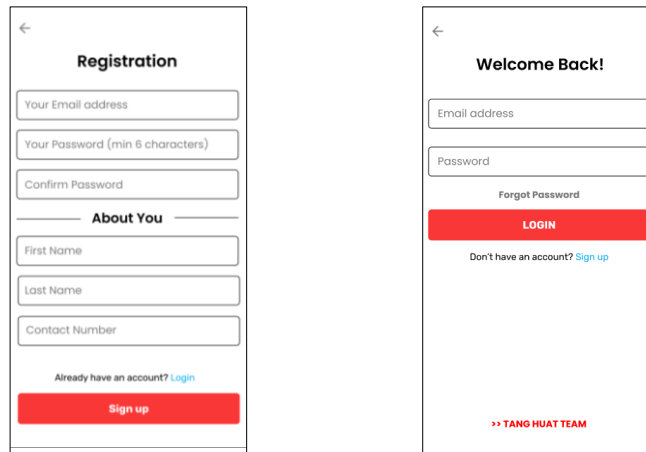 Registration
Your Email address
Your Password (min 6 characters)
Confirm Password
About You
First Name
Last Name
Contact Number
Already have an account? Login
Sign up
Welcome Back!
Email address
Password
Forgot Password
LOGIN
Don't have an account? Sign up
>> TANG HUAT TEAM